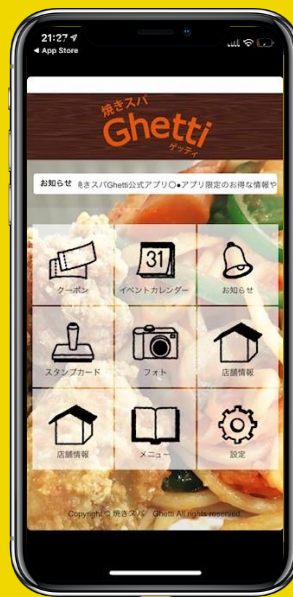 21:27
App Store
焼きスパ
Ghetti
ゲッティ
お知らせ
焼きスパGhetti公式アプリ○●アプリ限定のお得な情報や
クーポン
31
イベントカレンダー
お知らせ
スタンプカード
フォト
店舗情報
店舗情報
メニュー
設定
Copyright © 焼きスパ Ghetti All rights reserved.